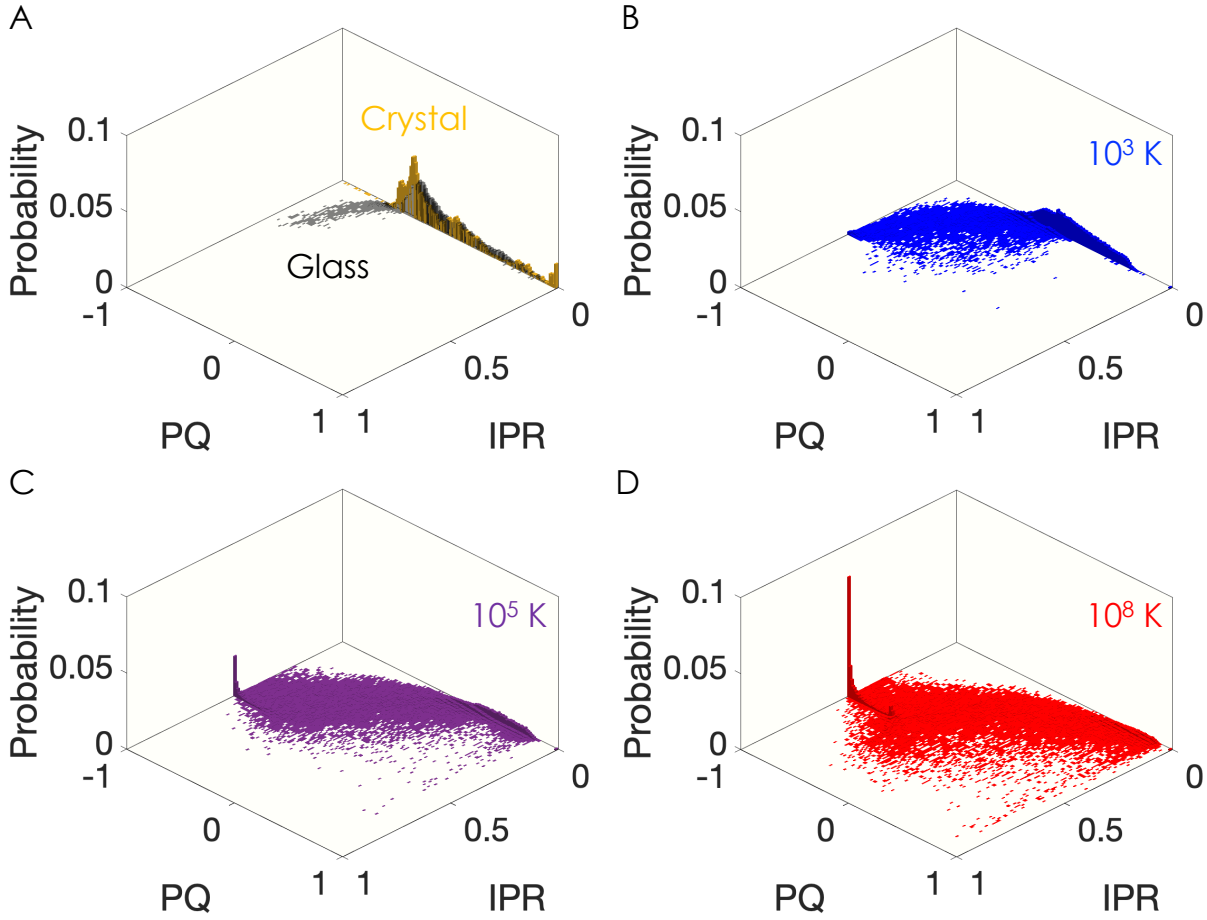 A
Probability
0.1
0.05
0
-1
0
1
PQ
1
0.5
0
IPR
Crystal
Glass
B
Probability
0.1
0.05
0
-1
0
1
PQ
1
0.5
0
IPR
10³ K
C
Probability
0.1
0.05
0
-1
0
1
PQ
1
0.5
0
IPR
10⁵ K
D
Probability
0.1
0.05
0
-1
0
1
PQ
1
0.5
0
IPR
10⁸ K